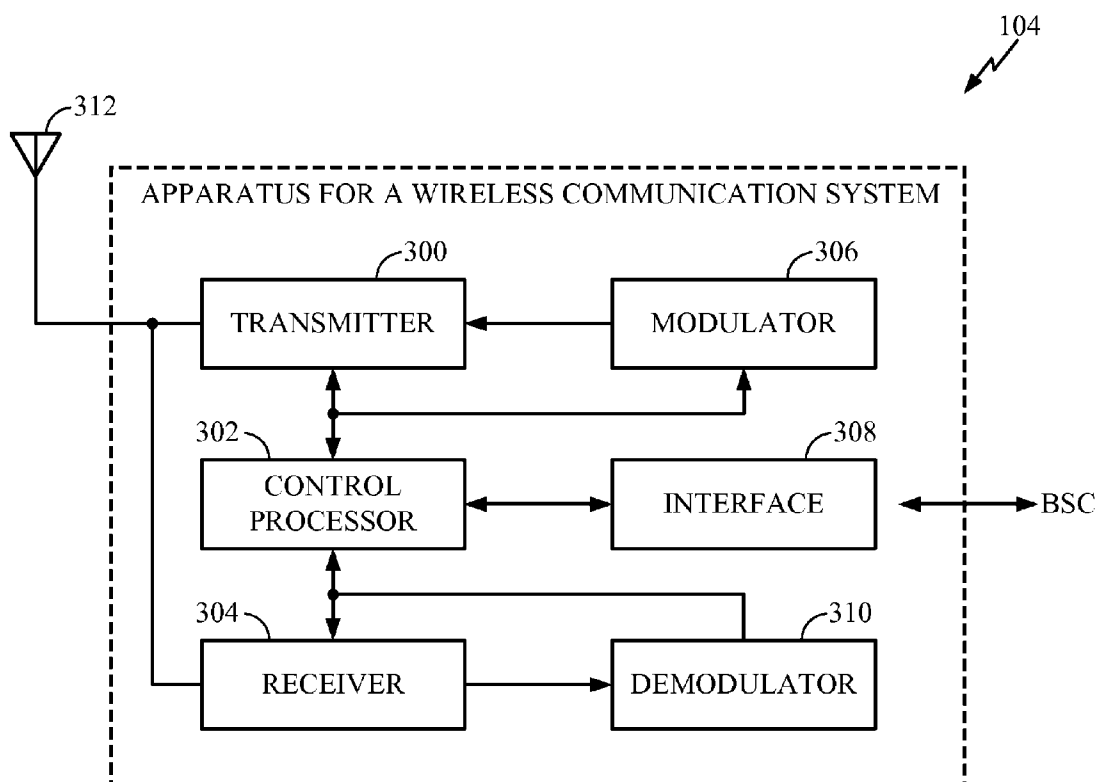 104
312
APPARATUS FOR A WIRELESS COMMUNICATION SYSTEM
300
306
TRANSMITTER
MODULATOR
302
308
CONTROL
PROCESSOR
INTERFACE
BSC
304
310
RECEIVER
DEMODULATOR